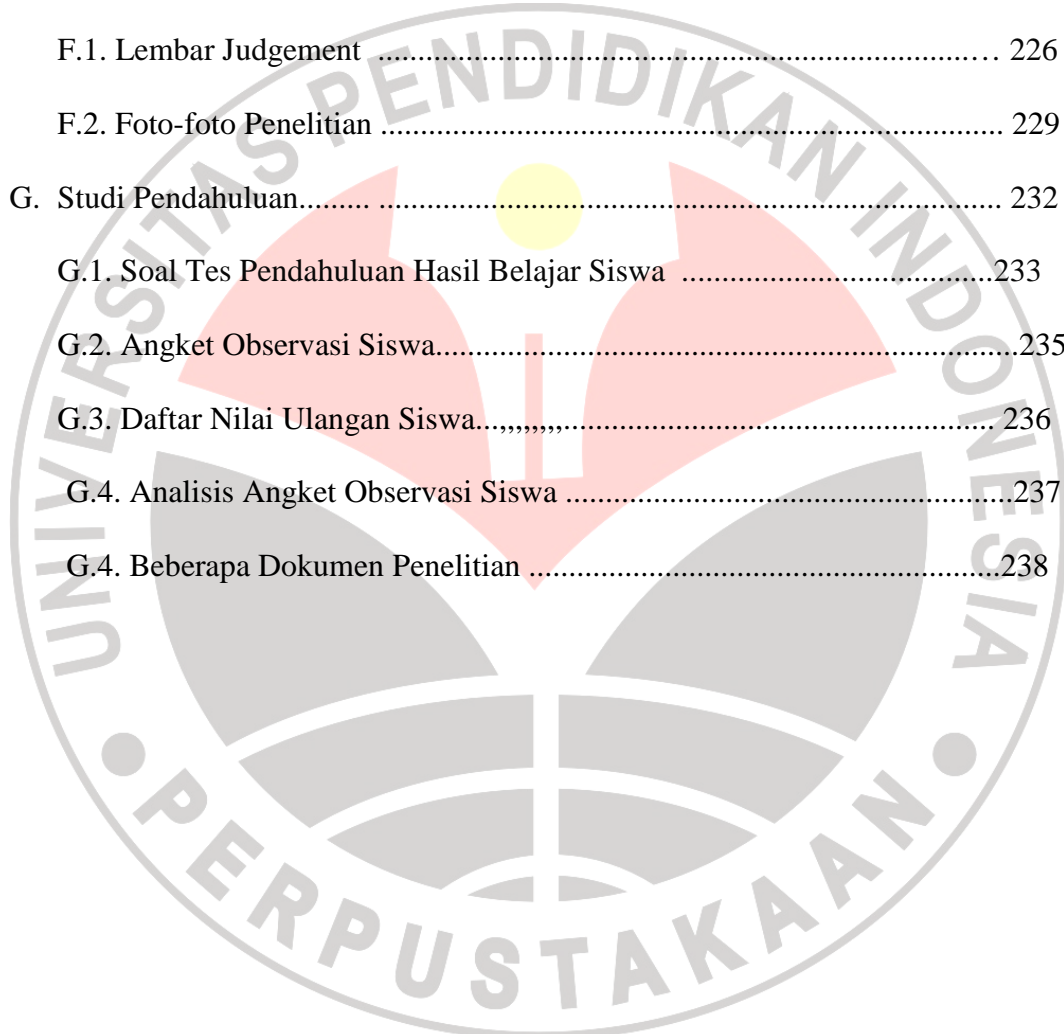 F.1. Lembar Judgement ........................................................................… 226
F.2. Foto-foto Penelitian ............................................................................ 229
G. Studi Pendahuluan......... ............................................................................ 232
G.1. Soal Tes Pendahuluan Hasil Belajar Siswa ......................................233
G.2. Angket Observasi Siswa.......................................................................235
G.3. Daftar Nilai Ulangan Siswa...,,,,,,,,,..................................................... 236
G.4. Analisis Angket Observasi Siswa .......................................................237
G.4. Beberapa Dokumen Penelitian ..........................................................238
UNIVERSITAS PENDIDIKAN INDONESIA
PERPUSTAKAAN